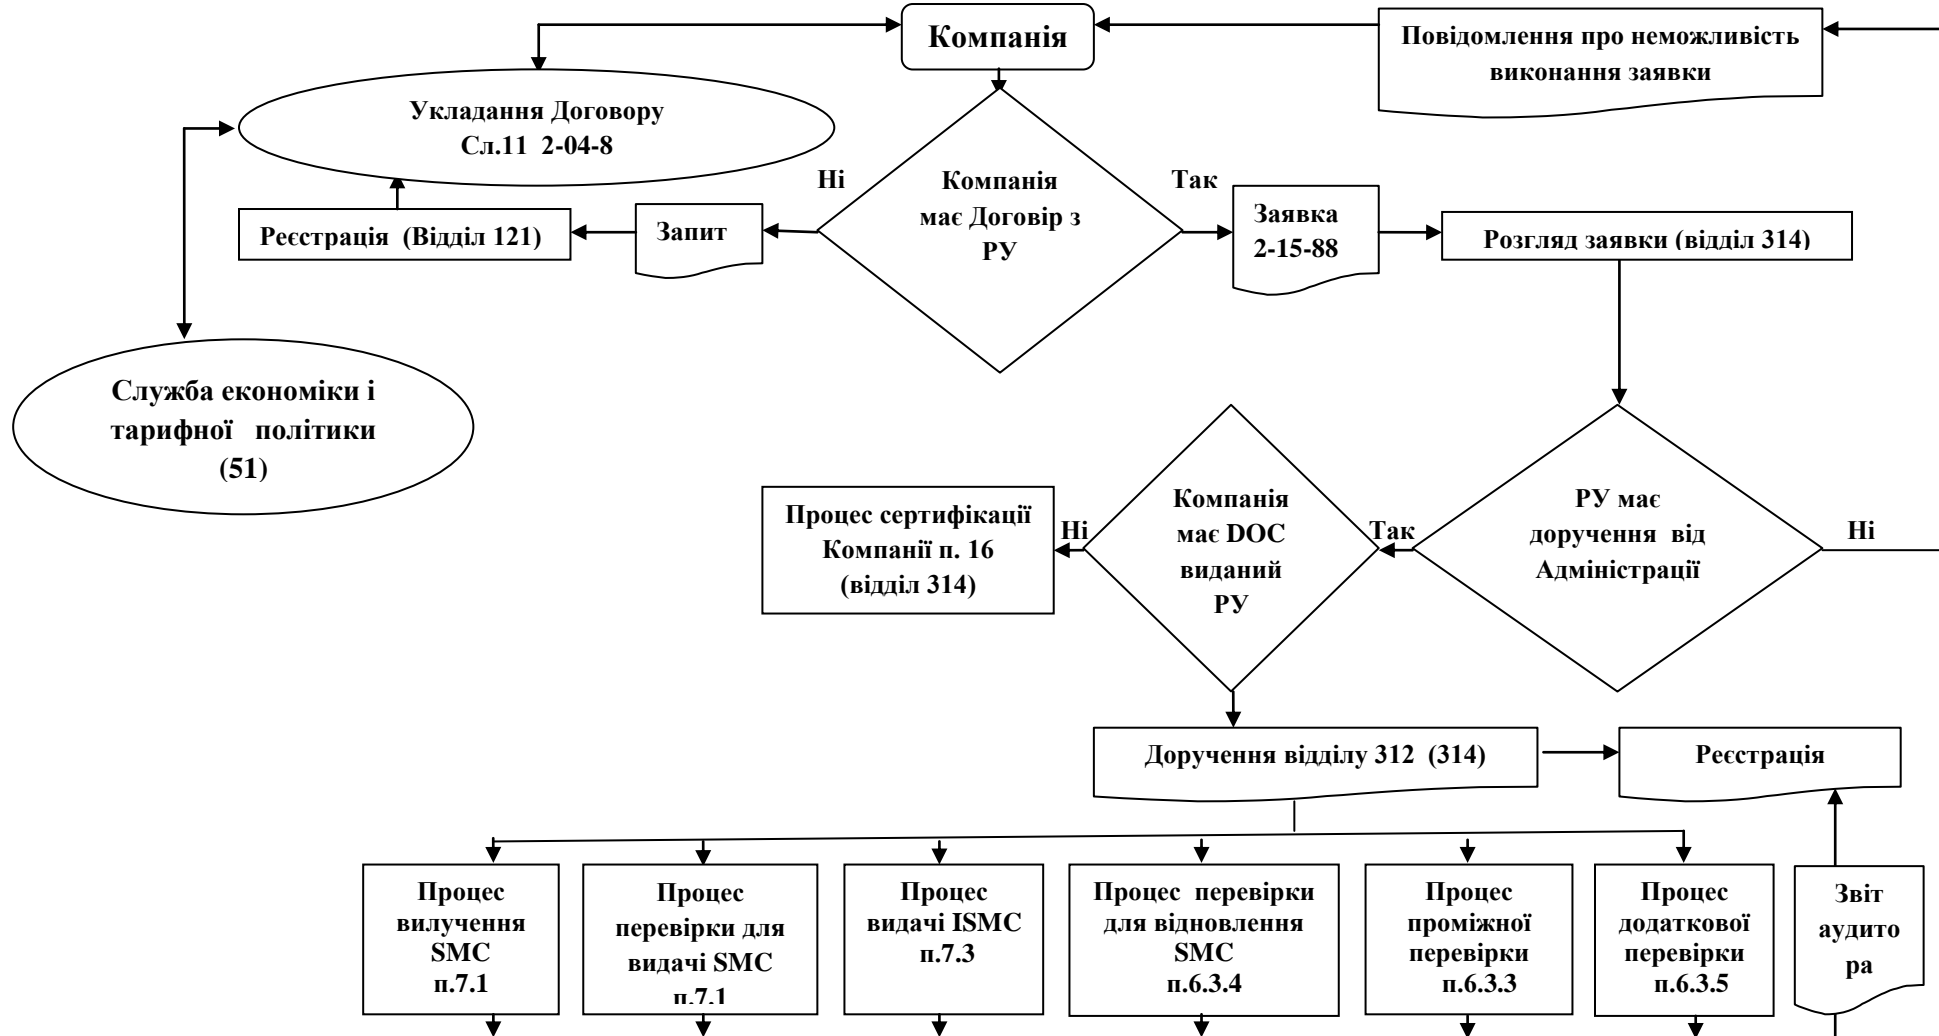 Компанія
Повідомлення про неможливість
виконання заявки
Укладання Договору
Сл.11 2-04-8
Ні
Компанія
має Договір з
РУ
Так
Заявка
2-15-88
Реєстрація (Відділ 121)
Запит
Розгляд заявки (відділ 314)
Служба економіки і
тарифної політики
(51)
Процес сертифікації
Компанії п. 16
(відділ 314)
Ні
Компанія
має DOC
виданий
РУ
Так
РУ має
доручення від
Адміністрації
Ні
Доручення відділу 312 (314)
Реєстрація
Процес
вилучення
SMC
п.7.1
Процес
перевірки для
видачі SMC
п.7.1
Процес
видачі ISMC
п.7.3
Процес перевірки
для відновлення
SMC
п.6.3.4
Процес
проміжної
перевірки
п.6.3.3
Процес
додаткової
перевірки
п.6.3.5
Звіт
аудито
ра